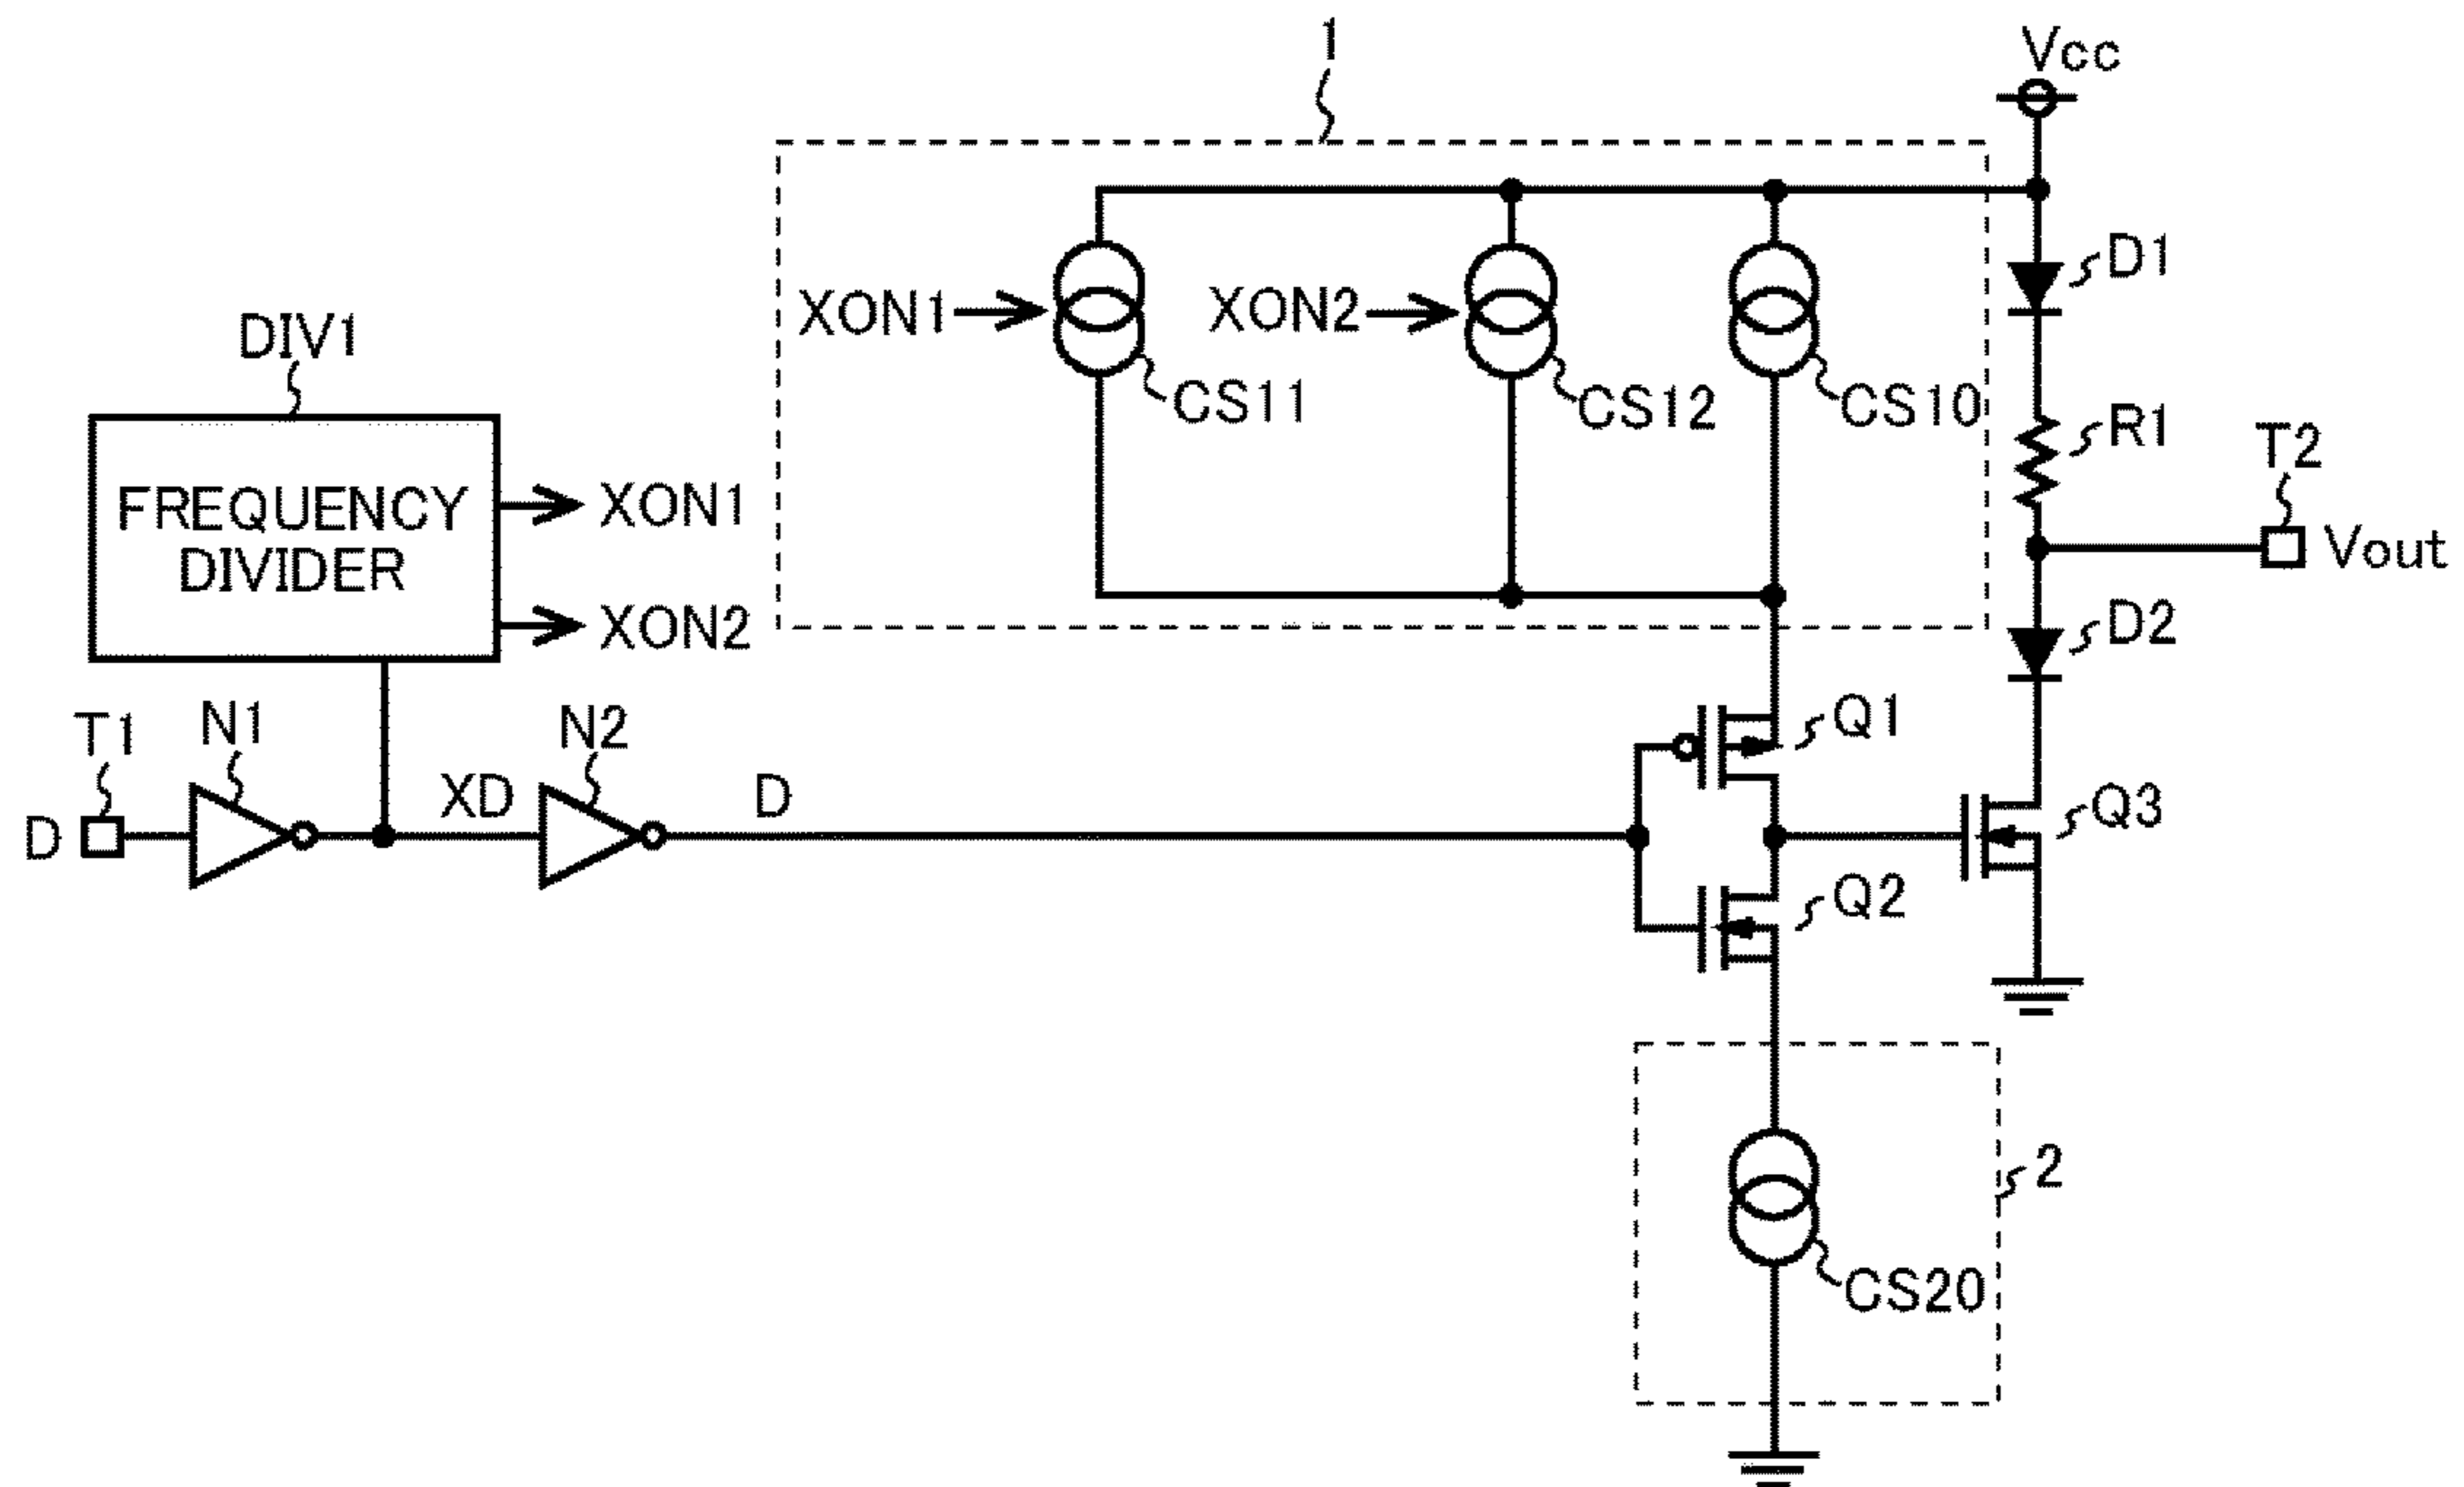 1
Vcc
D1
XON1
XON2
DIV1
CS11
CS12
CS10
R1
T2
FREQUENCY
DIVIDER
XON1
Vout
XON2
D2
T1
N1
N2
Q1
D
XD
D
Q3
Q2
2
CS20